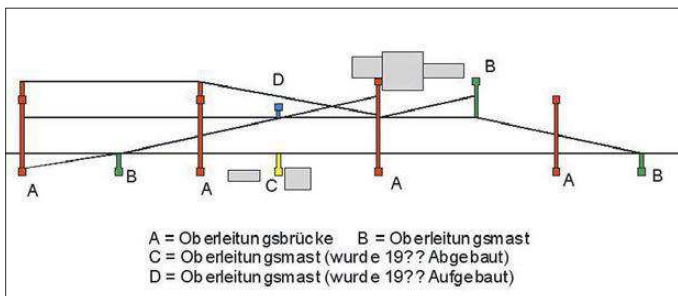 B
D
A
B
A
C
A
A
B
A = Oberleitungsbrücke B = Oberleitungsmast
C = Oberleitungsmast (wurde 19?? Abgebaut)
D = Oberleitungsmast (wurde 19?? Aufgebaut)